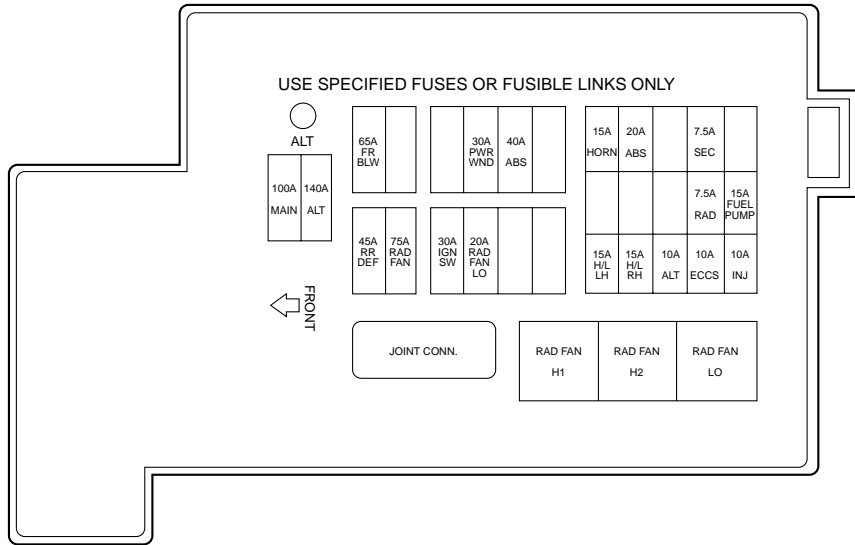 USE SPECIFIED FUSES OR FUSIBLE LINKS ONLY
ALT
100A
MAIN
140A
ALT
65A
FR
BLW
30A
PWR
WND
40A
ABS
15A
HORN
20A
ABS
7.5A
SEC
7.5A
RAD
15A
FUEL
PUMP
45A
RR
DEF
75A
RAD
FAN
30A
IGN
SW
20A
RAD
FAN
LO
15A
H/L
LH
15A
H/L
RH
10A
ALT
10A
ECCS
10A
INJ
FRONT
JOINT CONN.
RAD FAN
H1
RAD FAN
H2
RAD FAN
LO